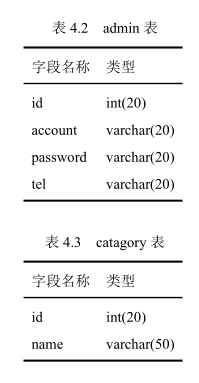 表 4.2 admin 表
字段名称 类型
id int(20)
account varchar(20)
password varchar(20)
tel varchar(20)
表 4.3 catagory 表
字段名称 类型
id int(20)
name varchar(50)